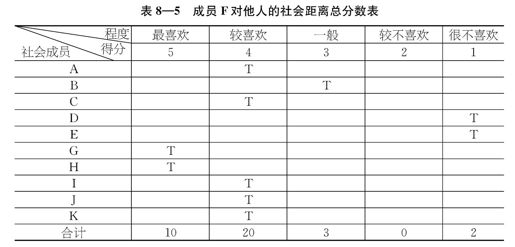 表 8—5 成员 F 对他人的社会距离总分数表
程度 最喜欢 较喜欢 一般 较不喜欢 很不喜欢
社会成员 得分 5 4 3 2 1
A T
B T
C T
D T
E T
G T
H T
I T
J T
K T
合计 10 20 3 0 2